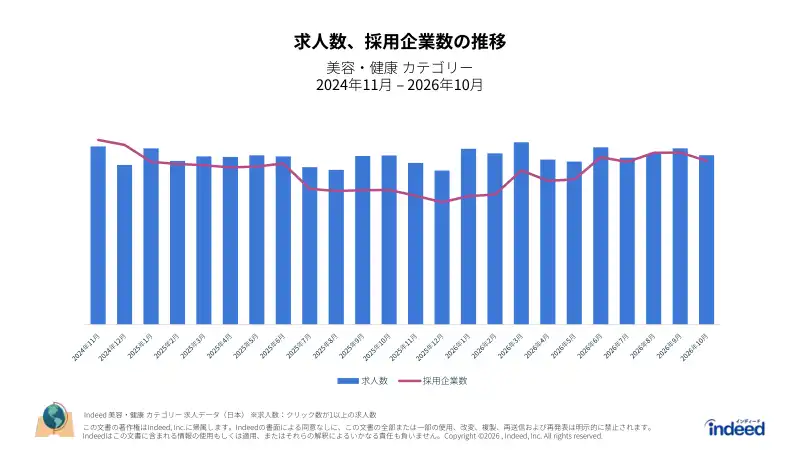 求人数、採用企業数の推移
美容・健康 カテゴリー
2024年11月 – 2026年10月
2024年11月
2024年12月
2025年1月
2025年2月
2025年3月
2025年4月
2025年5月
2025年6月
2025年7月
2025年8月
2025年9月
2025年10月
2025年11月
2025年12月
2026年1月
2026年2月
2026年3月
2026年4月
2026年5月
2026年6月
2026年7月
2026年8月
2026年9月
2026年10月
求人数
採用企業数
Indeed 美容・健康 カテゴリー 求人データ（日本） ※求人数：クリック数が1以上の求人数
この文書の著作権はIndeed, Inc.に帰属します。Indeedの書面による同意なしに、この文書の全部または一部の使用、改変、複製、再送信および再発表は明示的に禁止されます。
Indeedはこの文書に含まれる情報の使用もしくは適用、またはそれらの解釈によるいかなる責任も負いません。Copyright ©2026 , Indeed, Inc. All rights reserved.
インディード
indeed